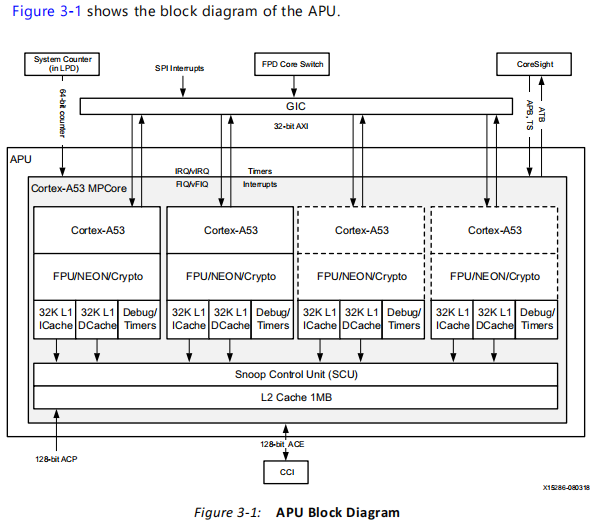 Figure 3-1 shows the block diagram of the APU.
System Counter
(in LPD)
SPI Interrupts
FPD Core Switch
CoreSight
64-bit counter
APB, TS
ATB
GIC
32-bit AXI
APU
IRQ/vIRQ
Timers
FIQ/vFIQ
Interrupts
Cortex-A53 MPCore
Cortex-A53
Cortex-A53
Cortex-A53
Cortex-A53
FPU/NEON/Crypto
FPU/NEON/Crypto
FPU/NEON/Crypto
FPU/NEON/Crypto
32K L1
ICache
32K L1
DCache
Debug/
Timers
32K L1
ICache
32K L1
DCache
Debug/
Timers
32K L1
ICache
32K L1
DCache
Debug/
Timers
32K L1
ICache
32K L1
DCache
Debug/
Timers
Snoop Control Unit (SCU)
L2 Cache 1MB
128-bit ACP
128-bit ACE
CCI
X15286-080318
Figure 3-1: APU Block Diagram